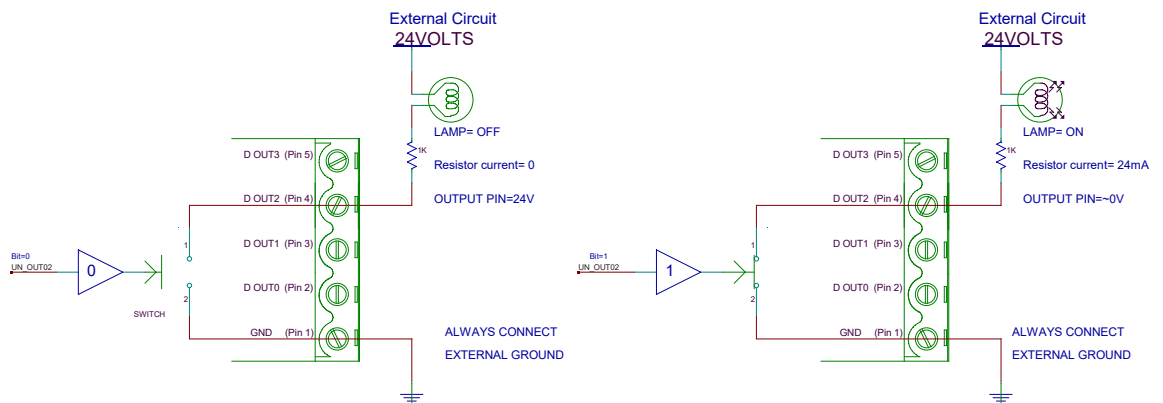 External Circuit
24VOLTS
LAMP= OFF
1K
D OUT3 (Pin 5)
Resistor current= 0
D OUT2 (Pin 4)
OUTPUT PIN=24V
1
D OUT1 (Pin 3)
Bit=0
UN_OUT02
0
D OUT0 (Pin 2)
2
SWITCH
GND (Pin 1)
ALWAYS CONNECT
EXTERNAL GROUND
External Circuit
24VOLTS
LAMP= ON
1K
D OUT3 (Pin 5)
Resistor current= 24mA
D OUT2 (Pin 4)
OUTPUT PIN=~0V
1
D OUT1 (Pin 3)
Bit=1
UN_OUT02
1
D OUT0 (Pin 2)
2
GND (Pin 1)
ALWAYS CONNECT
EXTERNAL GROUND